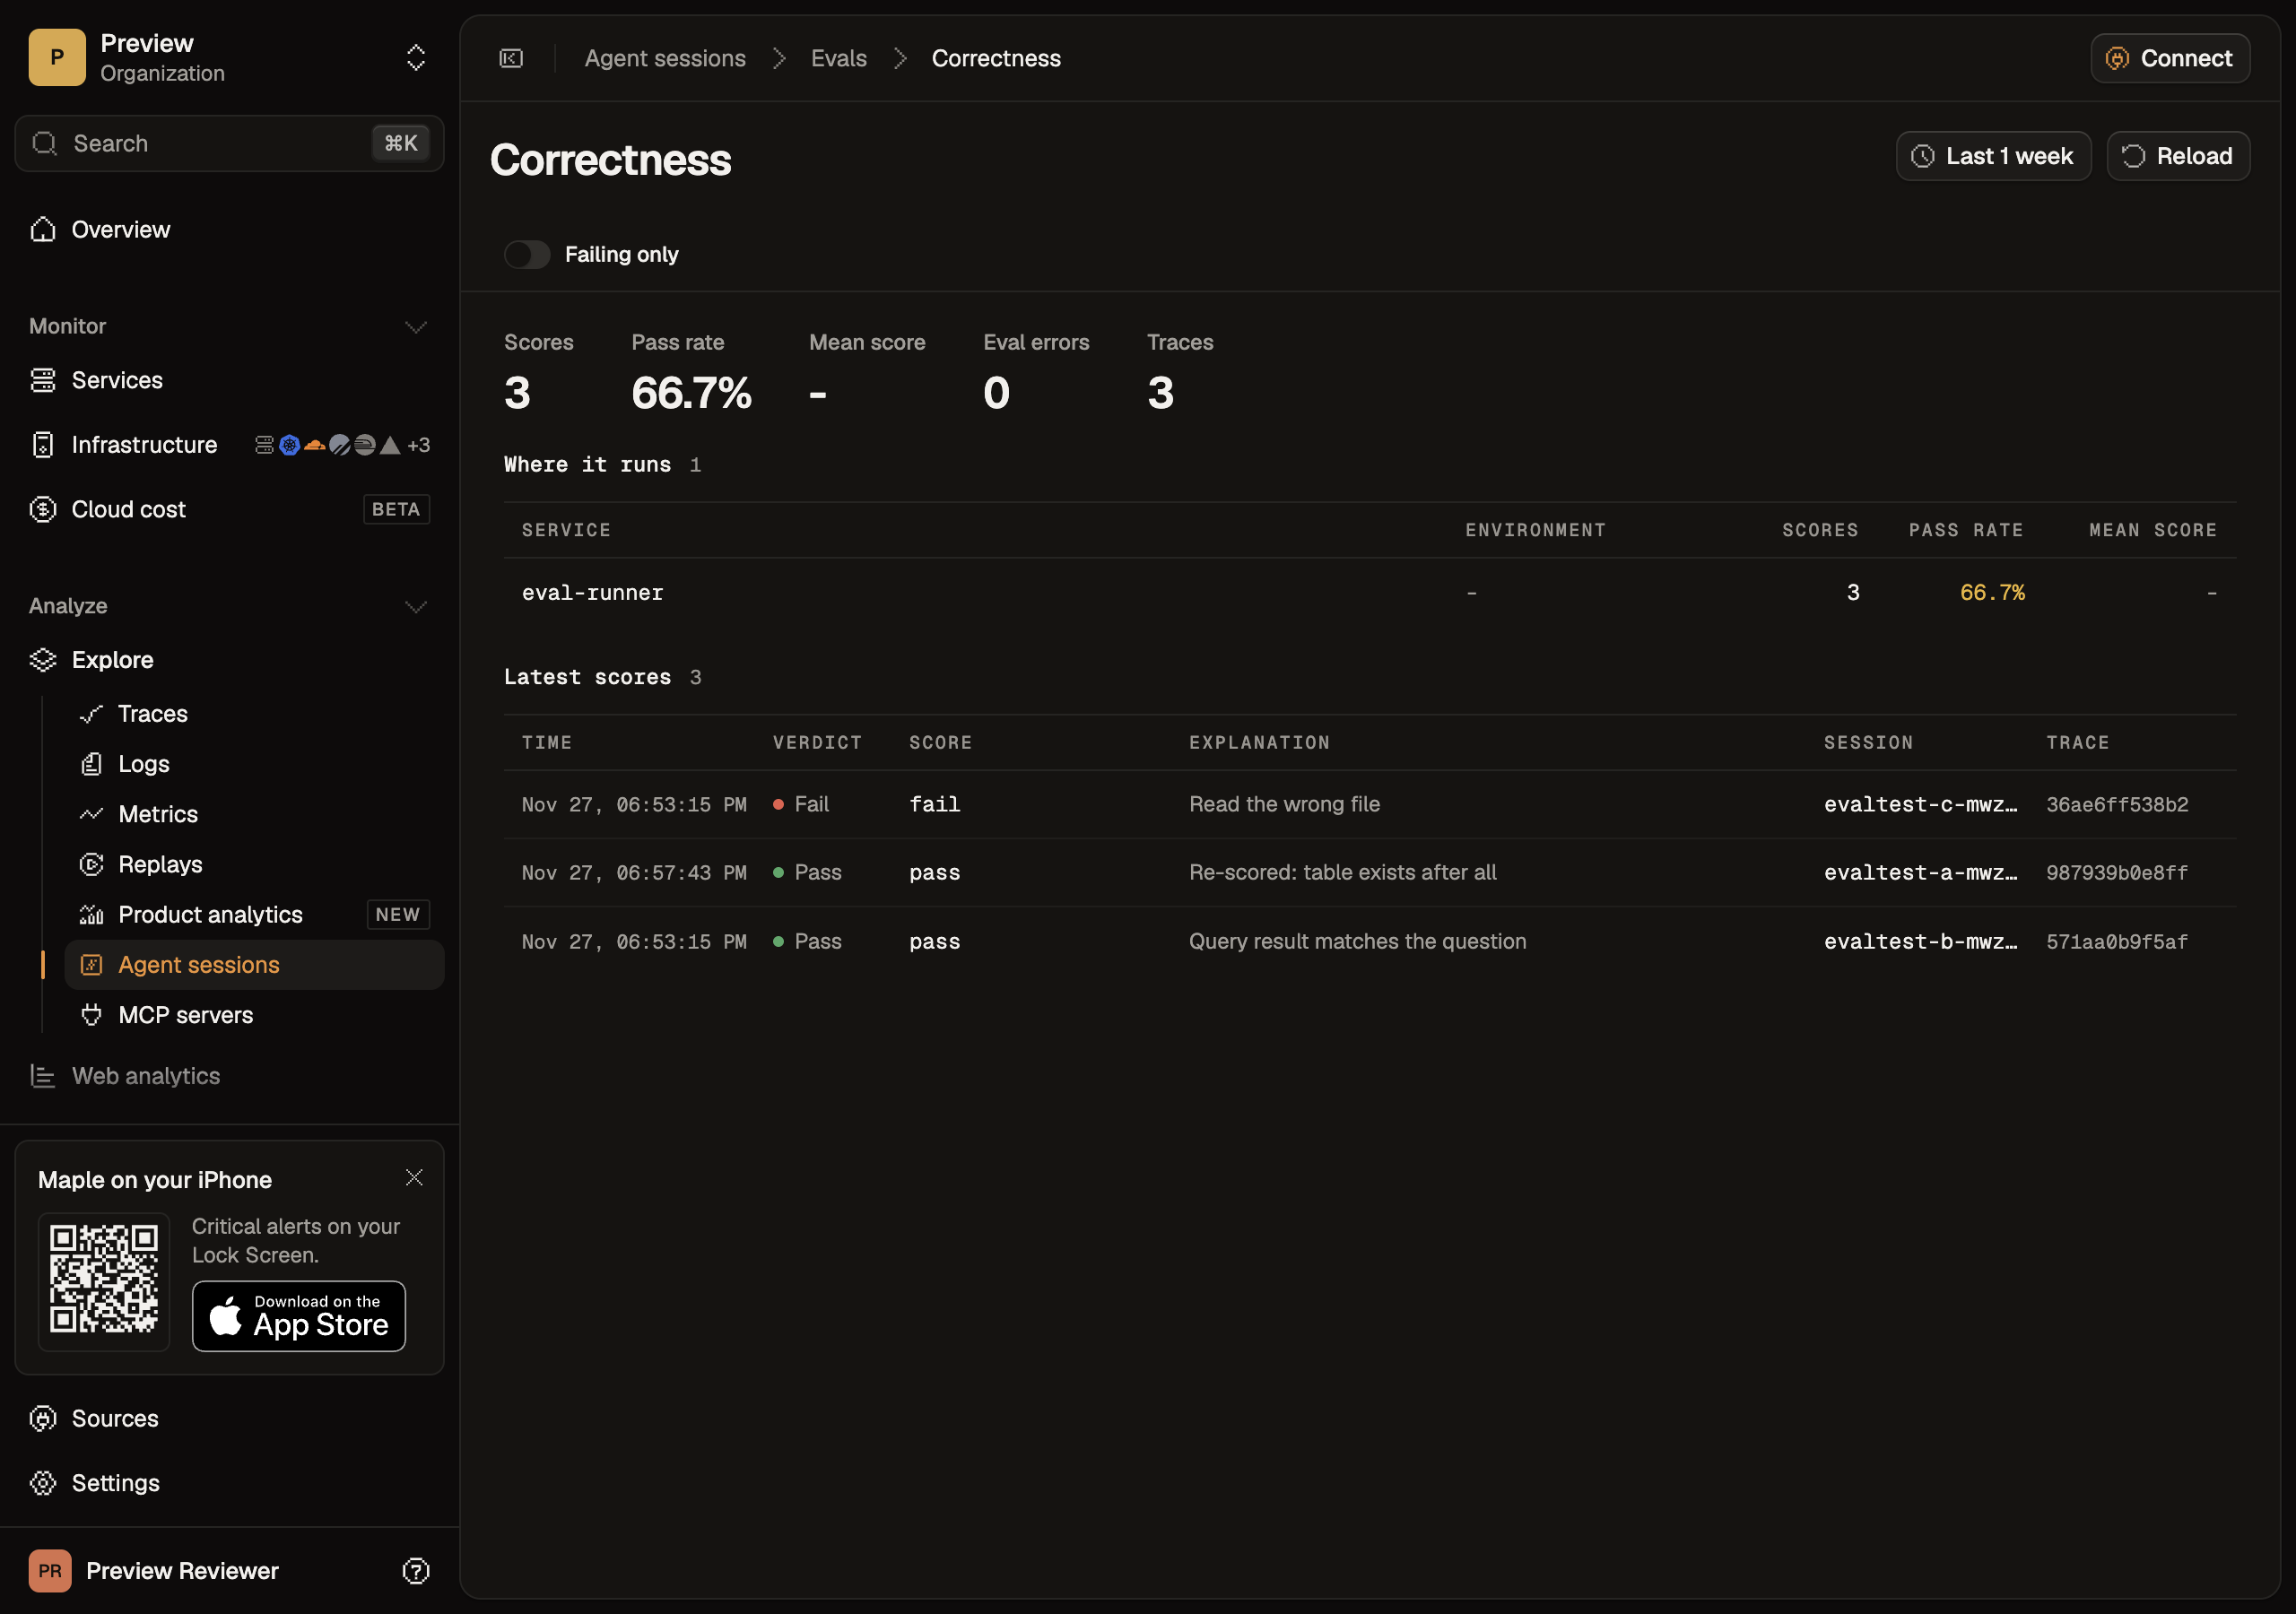 P
Preview
Organization
Search
⌘K
Overview
Monitor
Services
Infrastructure
+3
Cloud cost
BETA
Analyze
Explore
Traces
Logs
Metrics
Replays
Product analytics
NEW
Agent sessions
MCP servers
Web analytics
Maple on your iPhone
Critical alerts on your
Lock Screen.
Download on the
App Store
Sources
Settings
PR
Preview Reviewer
Agent sessions
Evals
Correctness
Connect
Correctness
Last 1 week
Reload
Failing only
Scores Pass rate Mean score Eval errors Traces
3 66.7% - 0 3
Where it runs 1
SERVICE ENVIRONMENT SCORES PASS RATE MEAN SCORE
eval-runner - 3 66.7% -
Latest scores 3
TIME VERDICT SCORE EXPLANATION SESSION TRACE
Nov 27, 06:53:15 PM Fail fail Read the wrong file evaltest-c-mwz… 36ae6ff538b2
Nov 27, 06:57:43 PM Pass pass Re-scored: table exists after all evaltest-a-mwz… 987939b0e8ff
Nov 27, 06:53:15 PM Pass pass Query result matches the question evaltest-b-mwz… 571aa0b9f5af